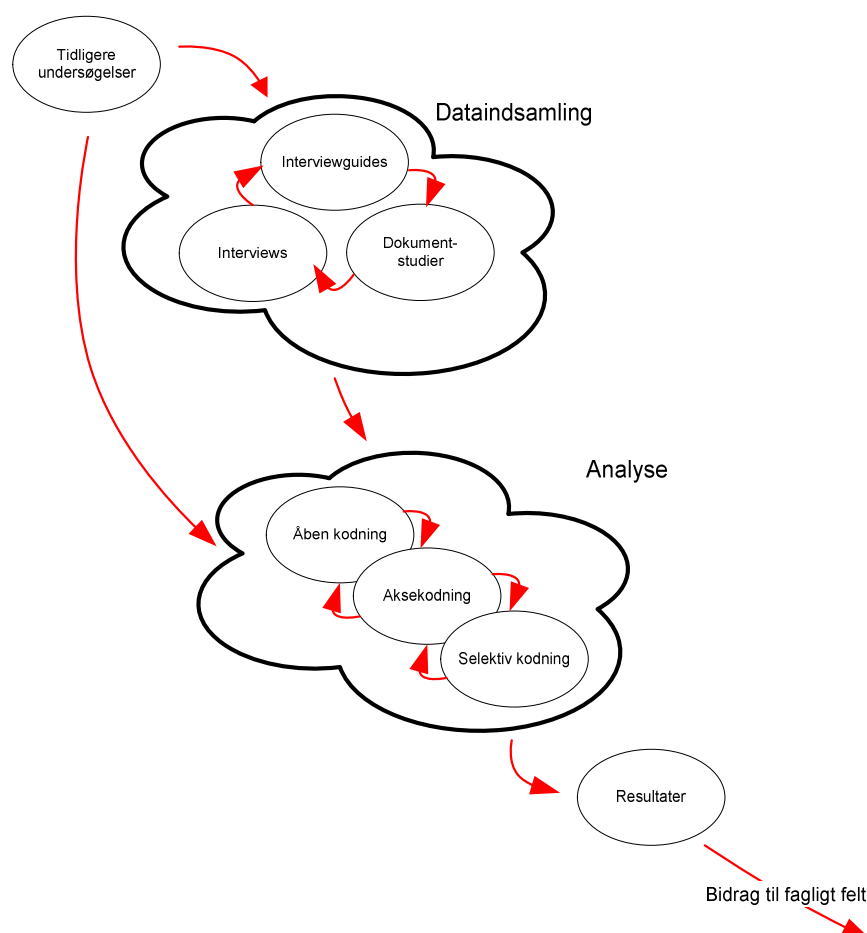 Tidligere
undersøgelser
Dataindsamling
Interviewguides
Interviews
Dokument-
studier
Analyse
Åben kodning
Aksekodning
Selektiv kodning
Resultater
Bidrag til fagligt felt